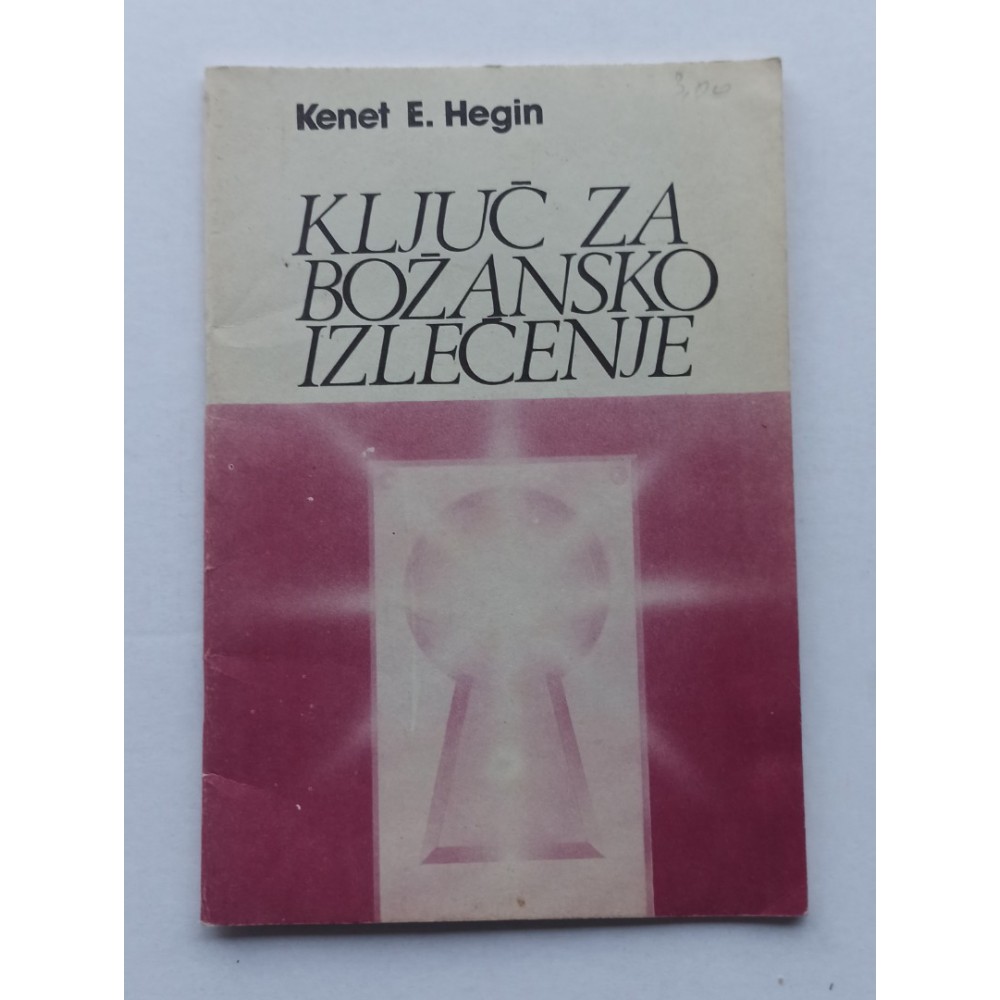 Kenet E. Hegin
KLJUČ ZA
BOŽANSKO
IZLEČENJE